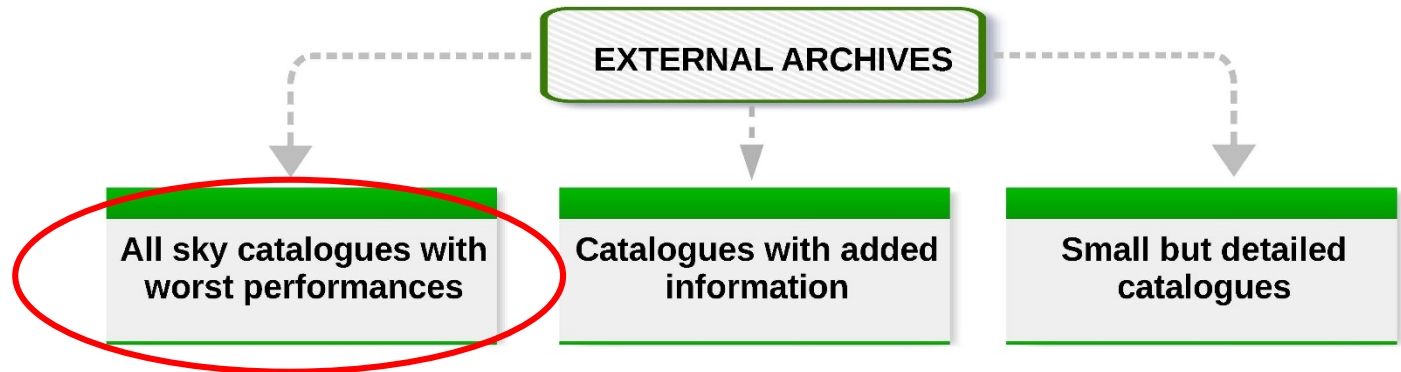 EXTERNAL ARCHIVES
All sky catalogues with
worst performances
Catalogues with added
information
Small but detailed
catalogues